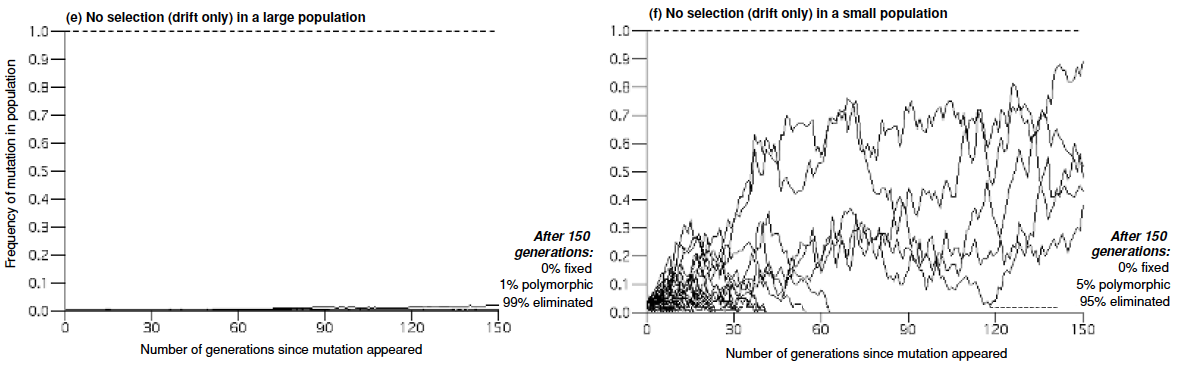 (e) No selection (drift only) in a large population
1.0
0.9
0.8
0.7
0.6
0.5
0.4
0.3
0.2
0.1
0.0
Frequency of mutation in population
0 30 60 90 120 150
Number of generations since mutation appeared
After 150
generations:
0% fixed
1% polymorphic
99% eliminated
(f) No selection (drift only) in a small population
1.0
0.9
0.8
0.7
0.6
0.5
0.4
0.3
0.2
0.1
0.0
0 30 60 90 120 150
Number of generations since mutation appeared
After 150
generations:
0% fixed
5% polymorphic
95% eliminated